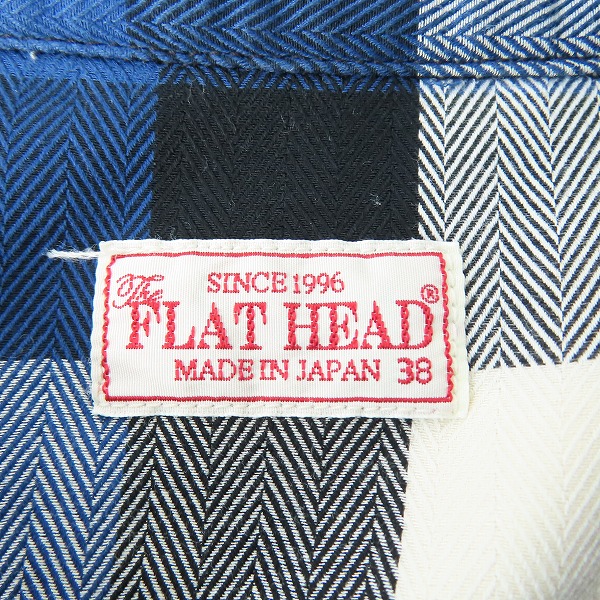 SINCE 1996
The
FLAT HEAD®
MADE IN JAPAN 38